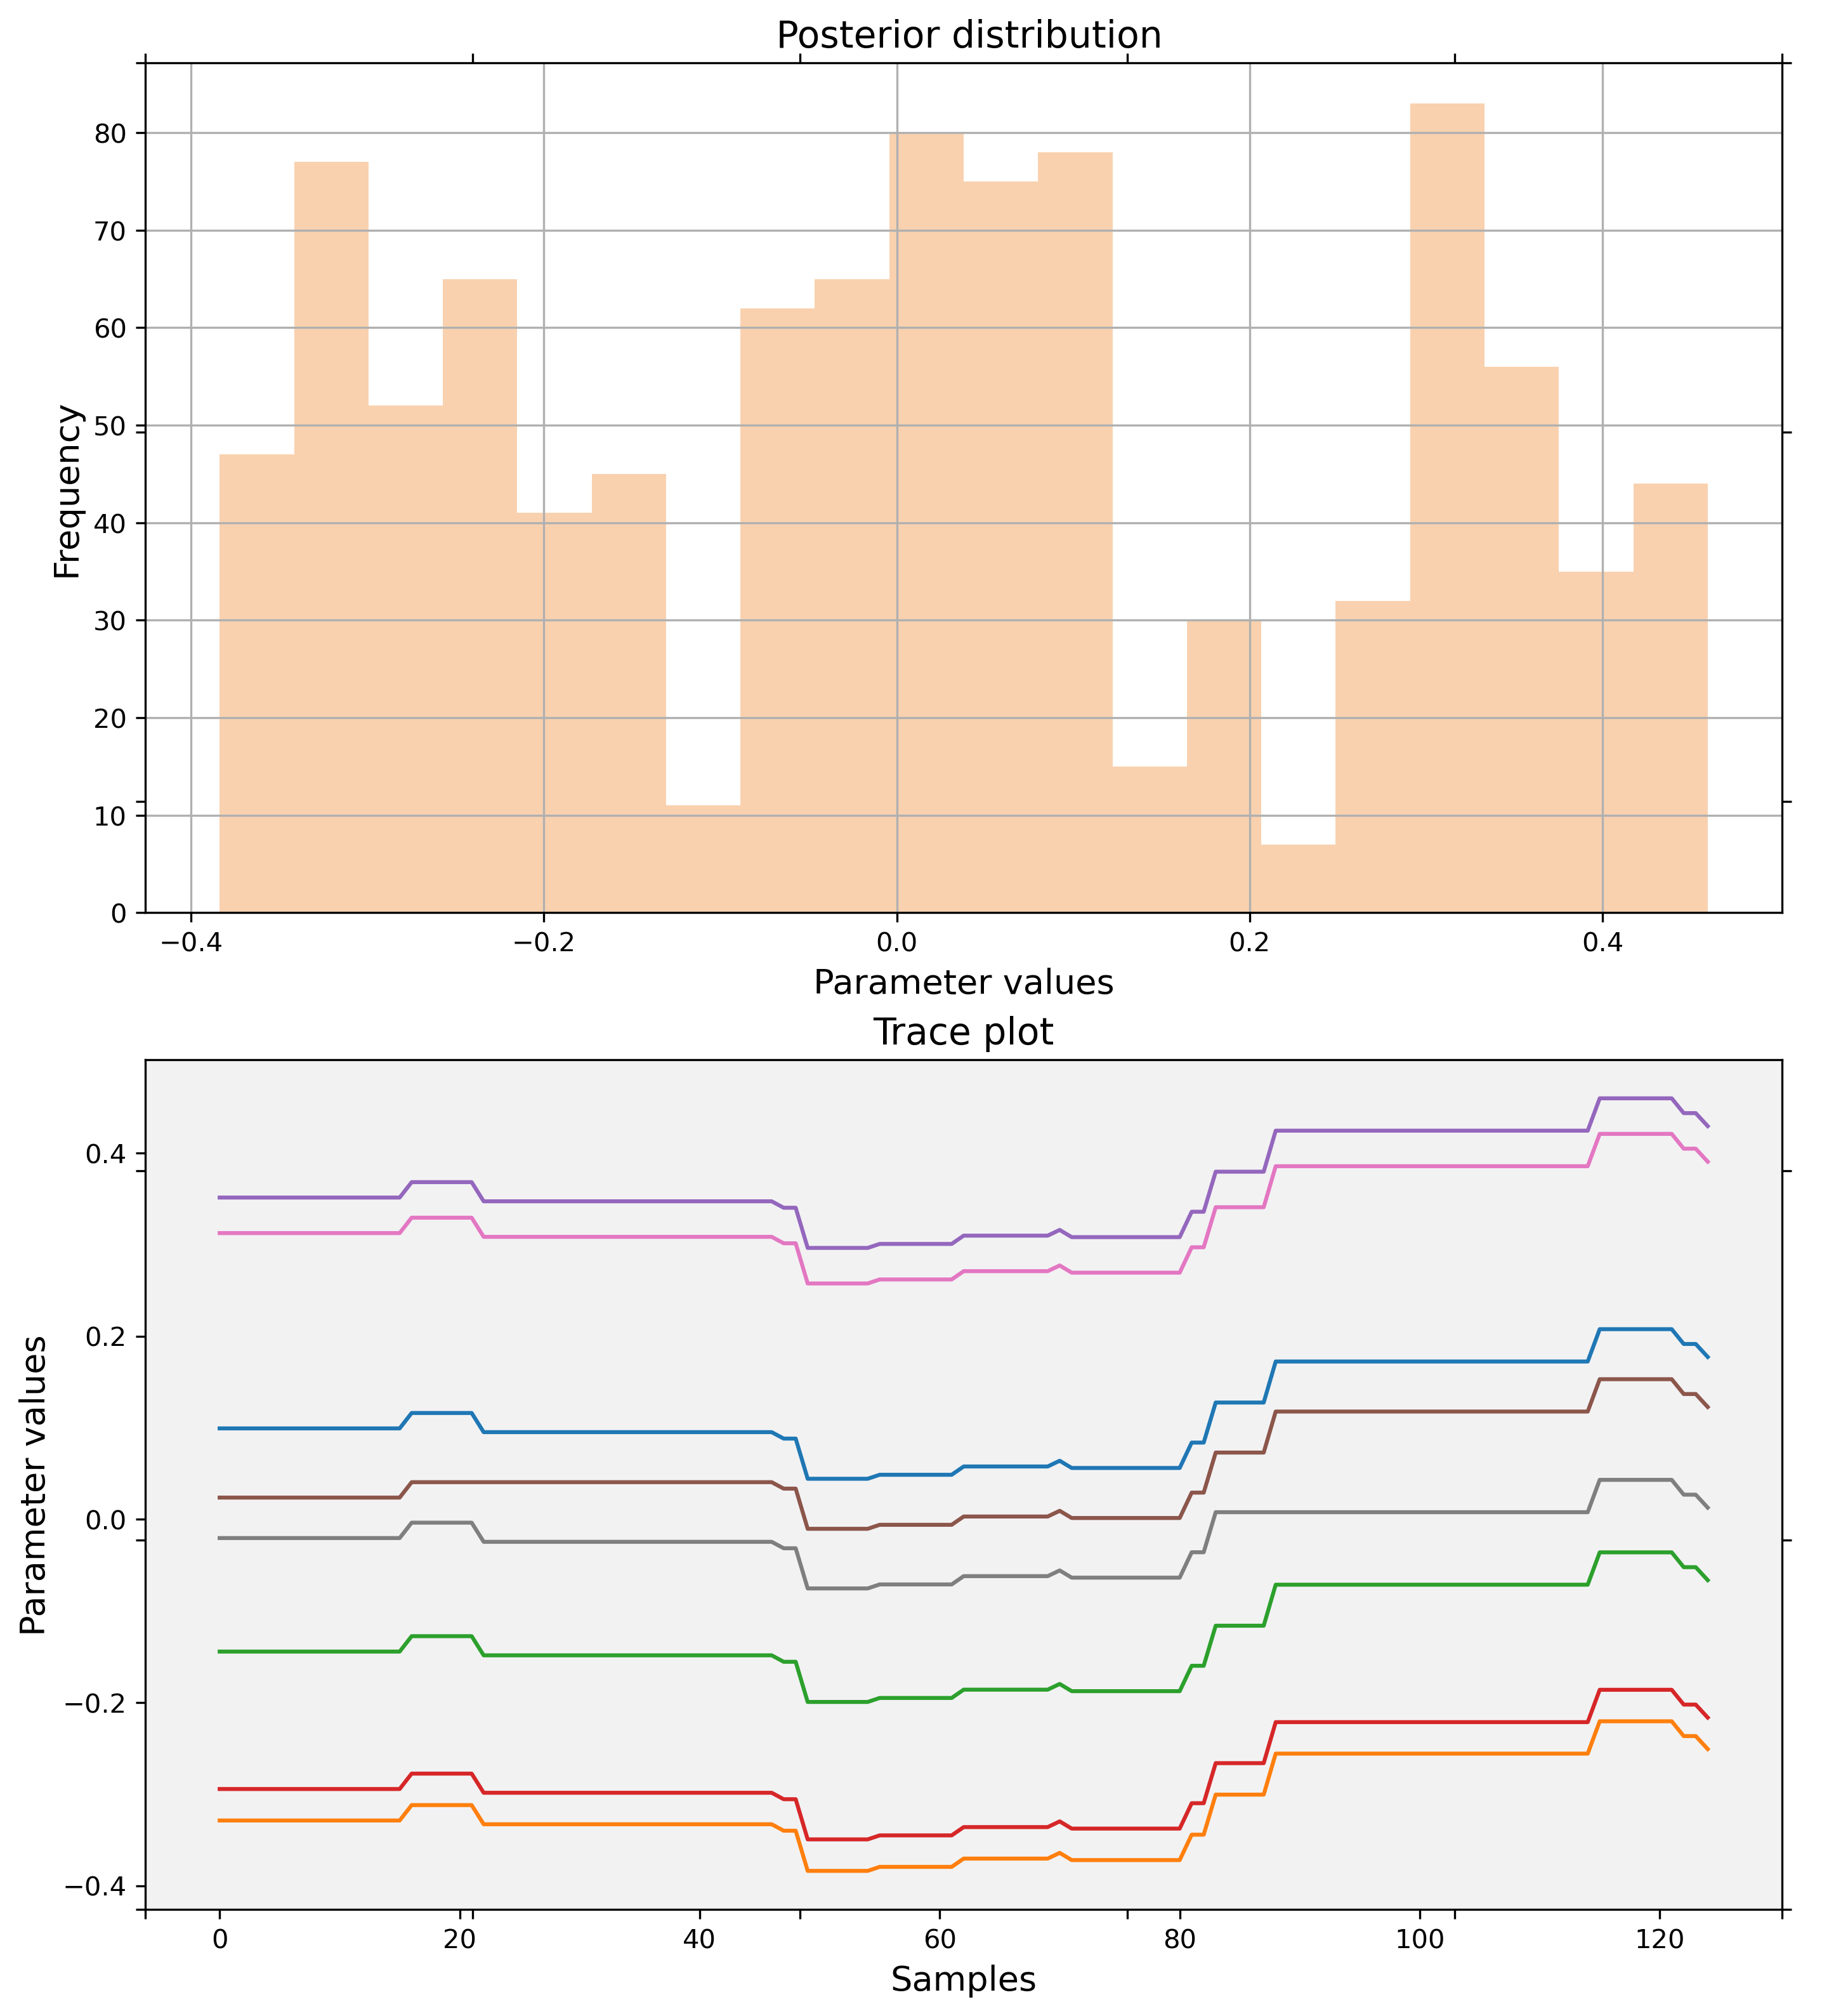 Posterior distribution
80
70
60
50
40
30
20
10
0
Frequency
−0.4 −0.2 0.0 0.2 0.4
Parameter values
Trace plot
0.4
0.2
0.0
−0.2
−0.4
Parameter values
0 20 40 60 80 100 120
Samples